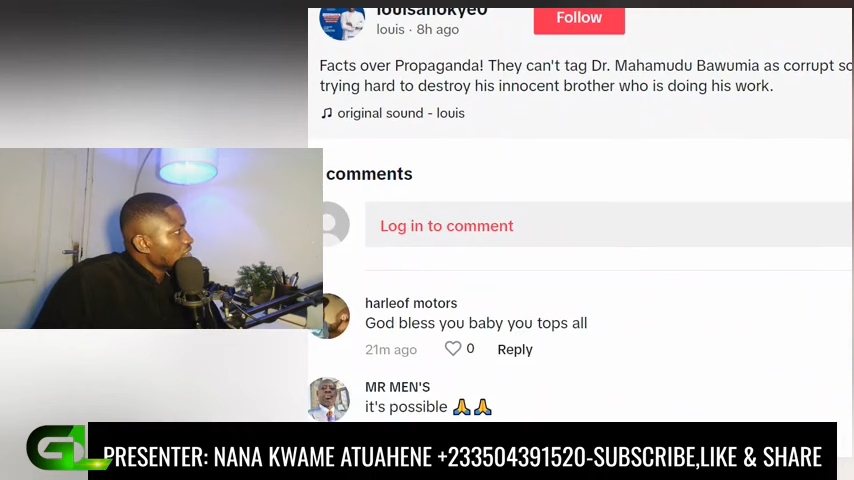 louisanokye0
louis · 8h ago
Follow
Facts over Propaganda! They can't tag Dr. Mahamudu Bawumia as corrupt so
trying hard to destroy his innocent brother who is doing his work.
original sound - louis
comments
Log in to comment
harleof motors
God bless you baby you tops all
21m ago
0
Reply
MR MEN'S
it's possible 🙏🙏
GL
PRESENTER: NANA KWAME ATUAHENE +233504391520-SUBSCRIBE,LIKE & SHARE